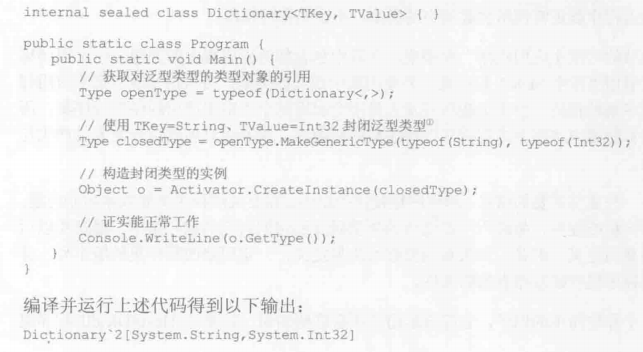 internal sealed class Dictionary<TKey, TValue> { }
public static class Program {
public static void Main() {
// 获取对泛型类型的类型对象的引用
Type openType = typeof(Dictionary<,>);
// 使用 TKey=String、TValue=Int32 封闭泛型类型①
Type closedType = openType.MakeGenericType(typeof(String), typeof(Int32));
// 构造封闭类型的实例
Object o = Activator.CreateInstance(closedType);
// 证实能正常工作
Console.WriteLine(o.GetType());
}
}
编译并运行上述代码得到以下输出:
Dictionary`2[System.String,System.Int32]